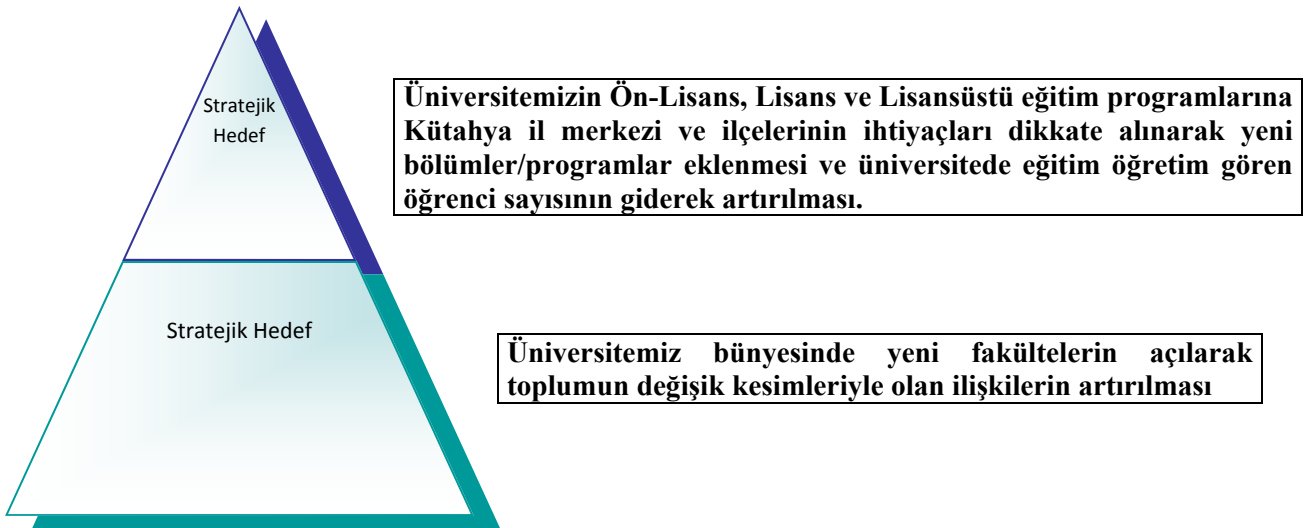 Stratejik
Hedef
Üniversitemizin Ön-Lisans, Lisans ve Lisansüstü eğitim programlarına
Kütahya il merkezi ve ilçelerinin ihtiyaçları dikkate alınarak yeni
bölümler/programlar eklenmesi ve üniversitede eğitim öğretim gören
öğrenci sayısının giderek artırılması.
Stratejik Hedef
Üniversitemiz bünyesinde yeni fakültelerin açılarak
toplumun değişik kesimleriyle olan ilişkilerin artırılması